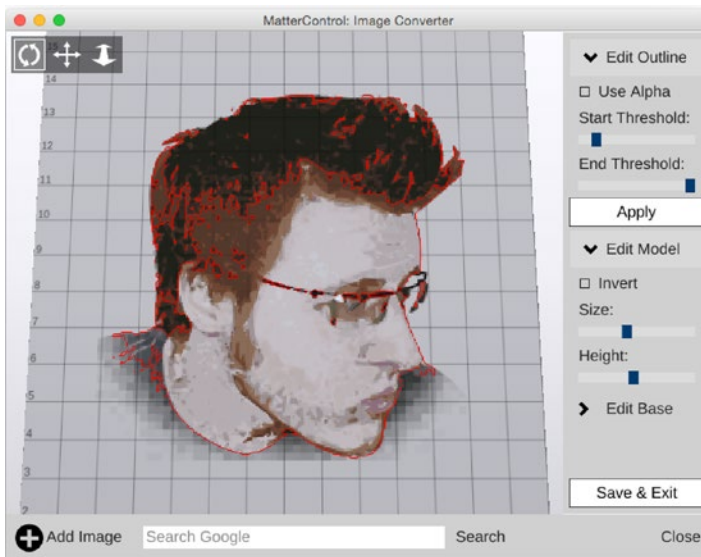 MatterControl: Image Converter
15
14
13
12
11
10
9
8
7
6
5
4
3
2
Edit Outline
Use Alpha
Start Threshold:
End Threshold:
Apply
Edit Model
Invert
Size:
Height:
Edit Base
Save & Exit
Add Image
Search Google
Search
Close